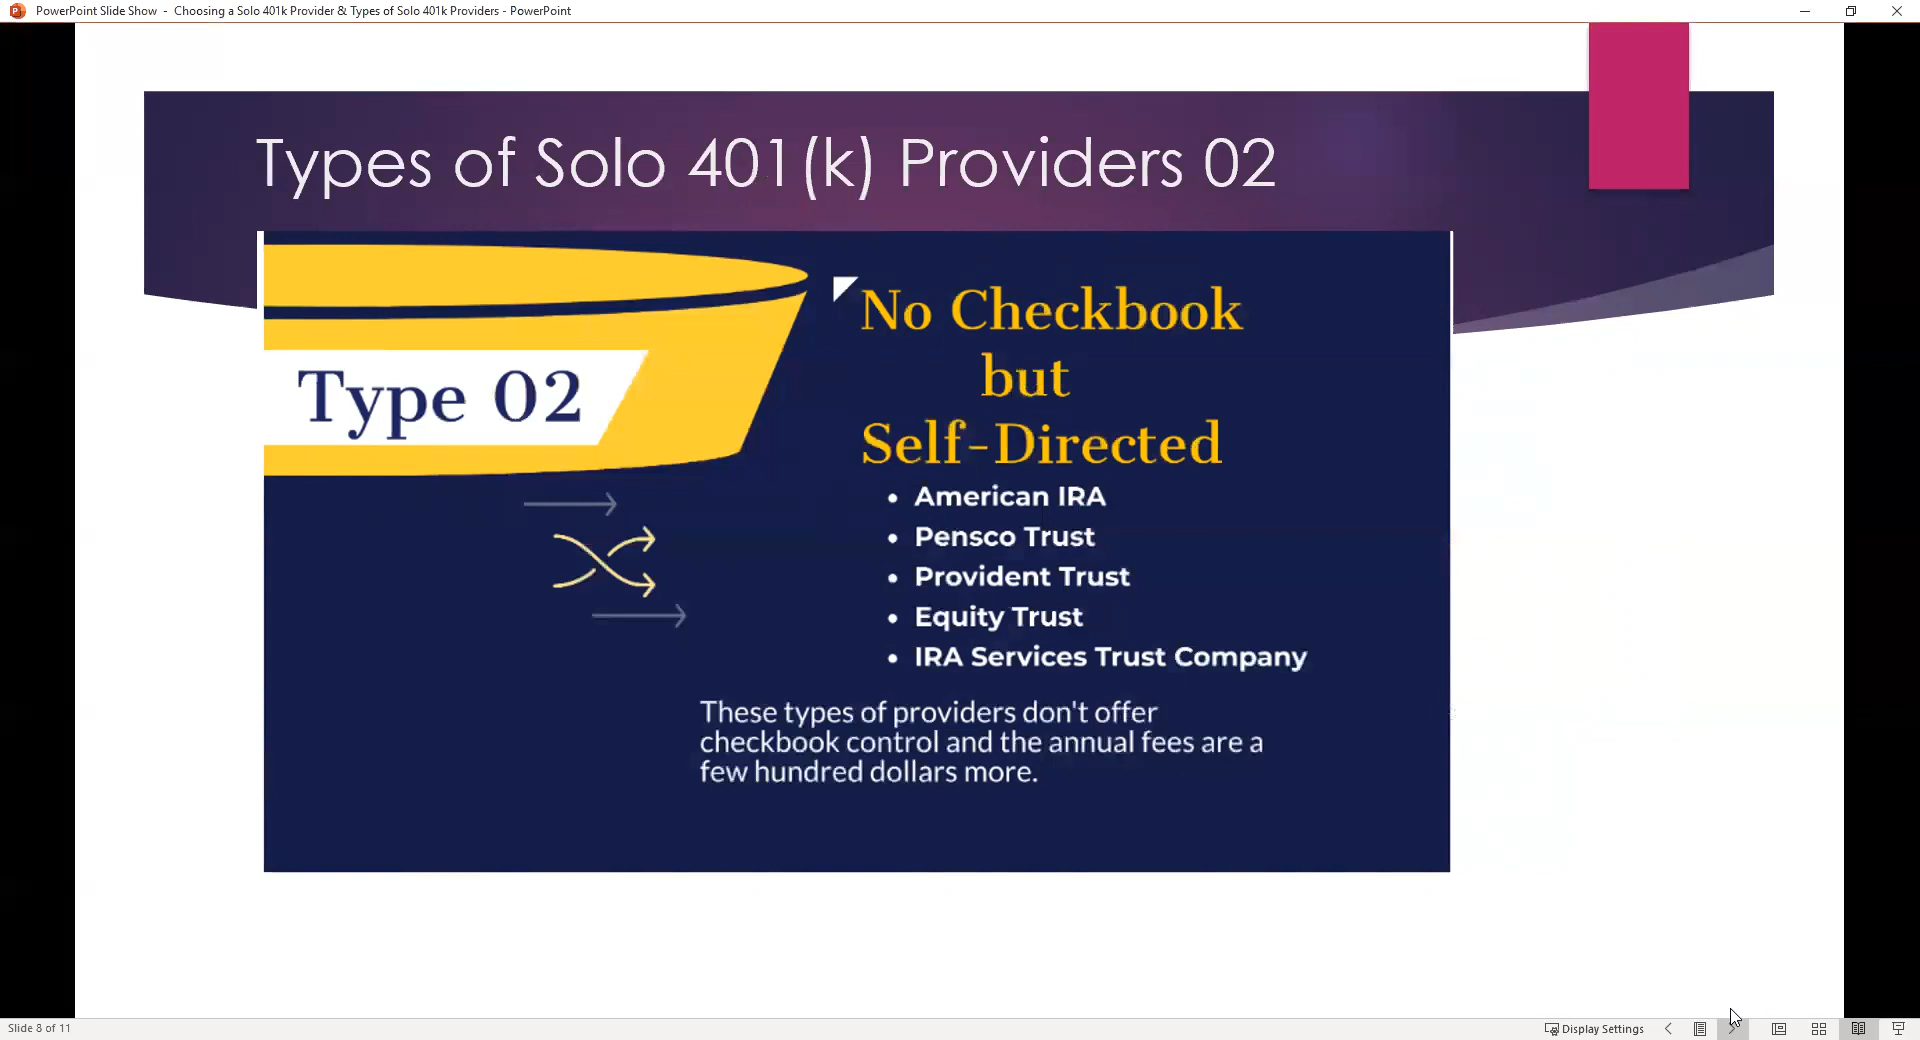 PowerPoint Slide Show - Choosing a Solo 401k Provider & Types of Solo 401k Providers - PowerPoint
Types of Solo 401(k) Providers 02
Type 02
No Checkbook
but
Self-Directed
• American IRA
• Pensco Trust
• Provident Trust
• Equity Trust
• IRA Services Trust Company
These types of providers don't offer
checkbook control and the annual fees are a
few hundred dollars more.
Slide 8 of 11
Display Settings